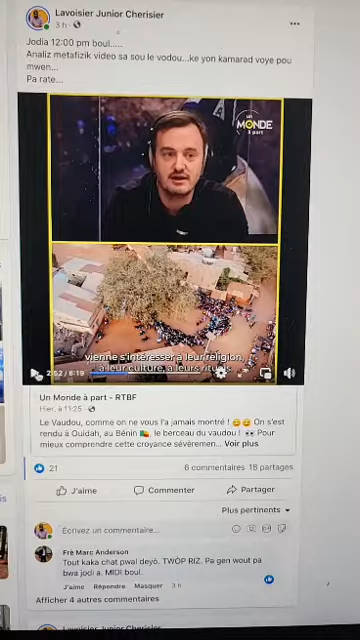 Lavoisier Junior Cherisier
3 h
Jodia 12:00 pm boul.....
Analiz metafizik video sa sou le vodou...ke yon kamarad voye pou
mwen...
Pa rate...
un
MONDE
à part
vienne s'intéresser à leur religion,
à leur culture, à leurs rituels
2:52 / 8:19
Un Monde à part - RTBF
Hier, à 11:25
Le Vaudou, comme on ne vous l'a jamais montré ! 😮😮 On s'est
rendu à Ouidah, au Bénin 🇧🇯, le berceau du vaudou ! 👀 Pour
mieux comprendre cette croyance sévèrem... Voir plus
21
6 commentaires 18 partages
J'aime
Commenter
Partager
Plus pertinents
Écrivez un commentaire...
Frè Marc Anderson
Tout kaka chat pwal deyò. TWÒP RIZ. Pa gen wout pa
bwa jodi a. MIDI boul.
J'aime Répondre Masquer 3 h
Afficher 4 autres commentaires
Lavoisier Junior Cherisier